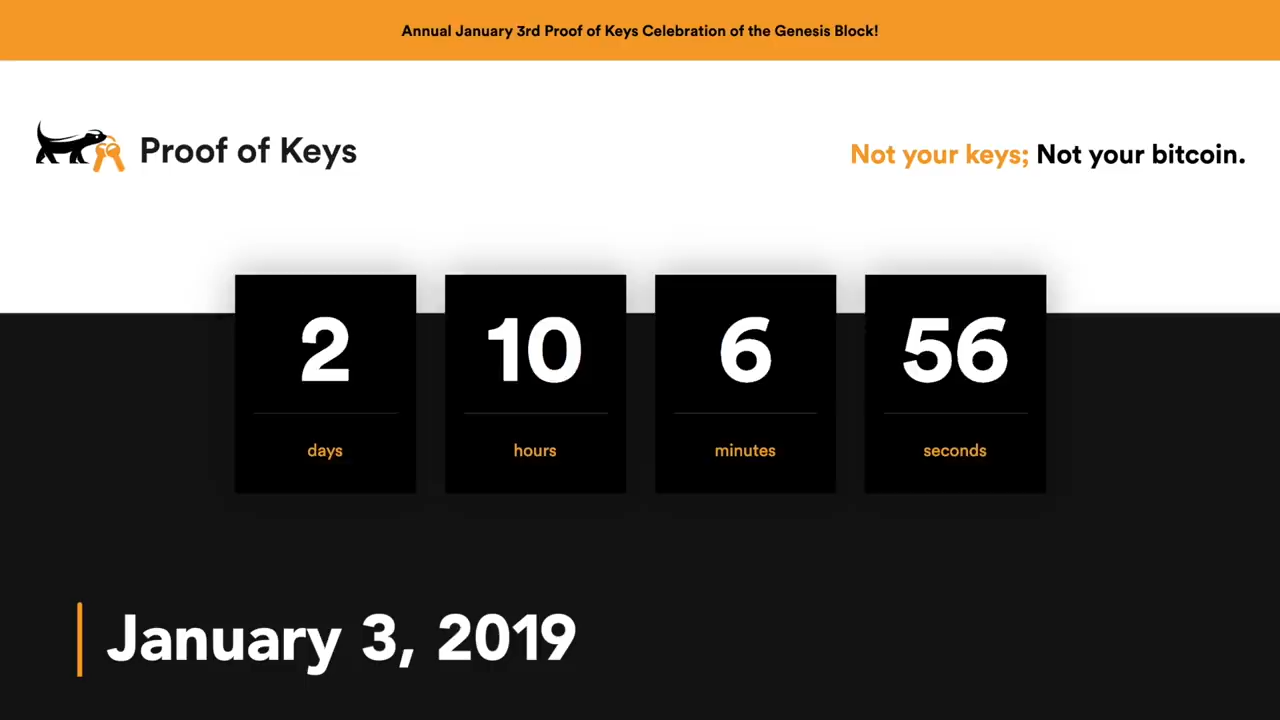 Annual January 3rd Proof of Keys Celebration of the Genesis Block!
Proof of Keys
Not your keys; Not your bitcoin.
2 10 6 56
days hours minutes seconds
January 3, 2019